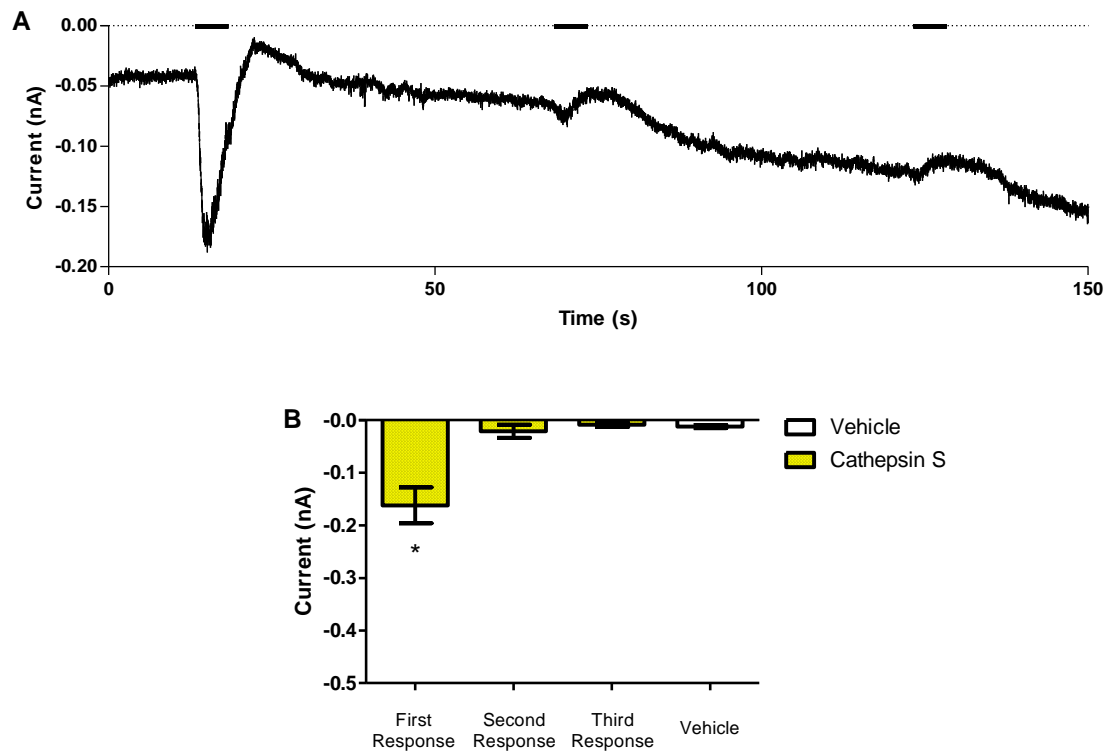 A
Current (nA)
0.00
-0.05
-0.10
-0.15
-0.20
0
50
100
150
Time (s)
B
Current (nA)
-0.0
-0.1
-0.2
-0.3
-0.4
-0.5
*
First
Response
Second
Response
Third
Response
Vehicle
Vehicle
Cathepsin S